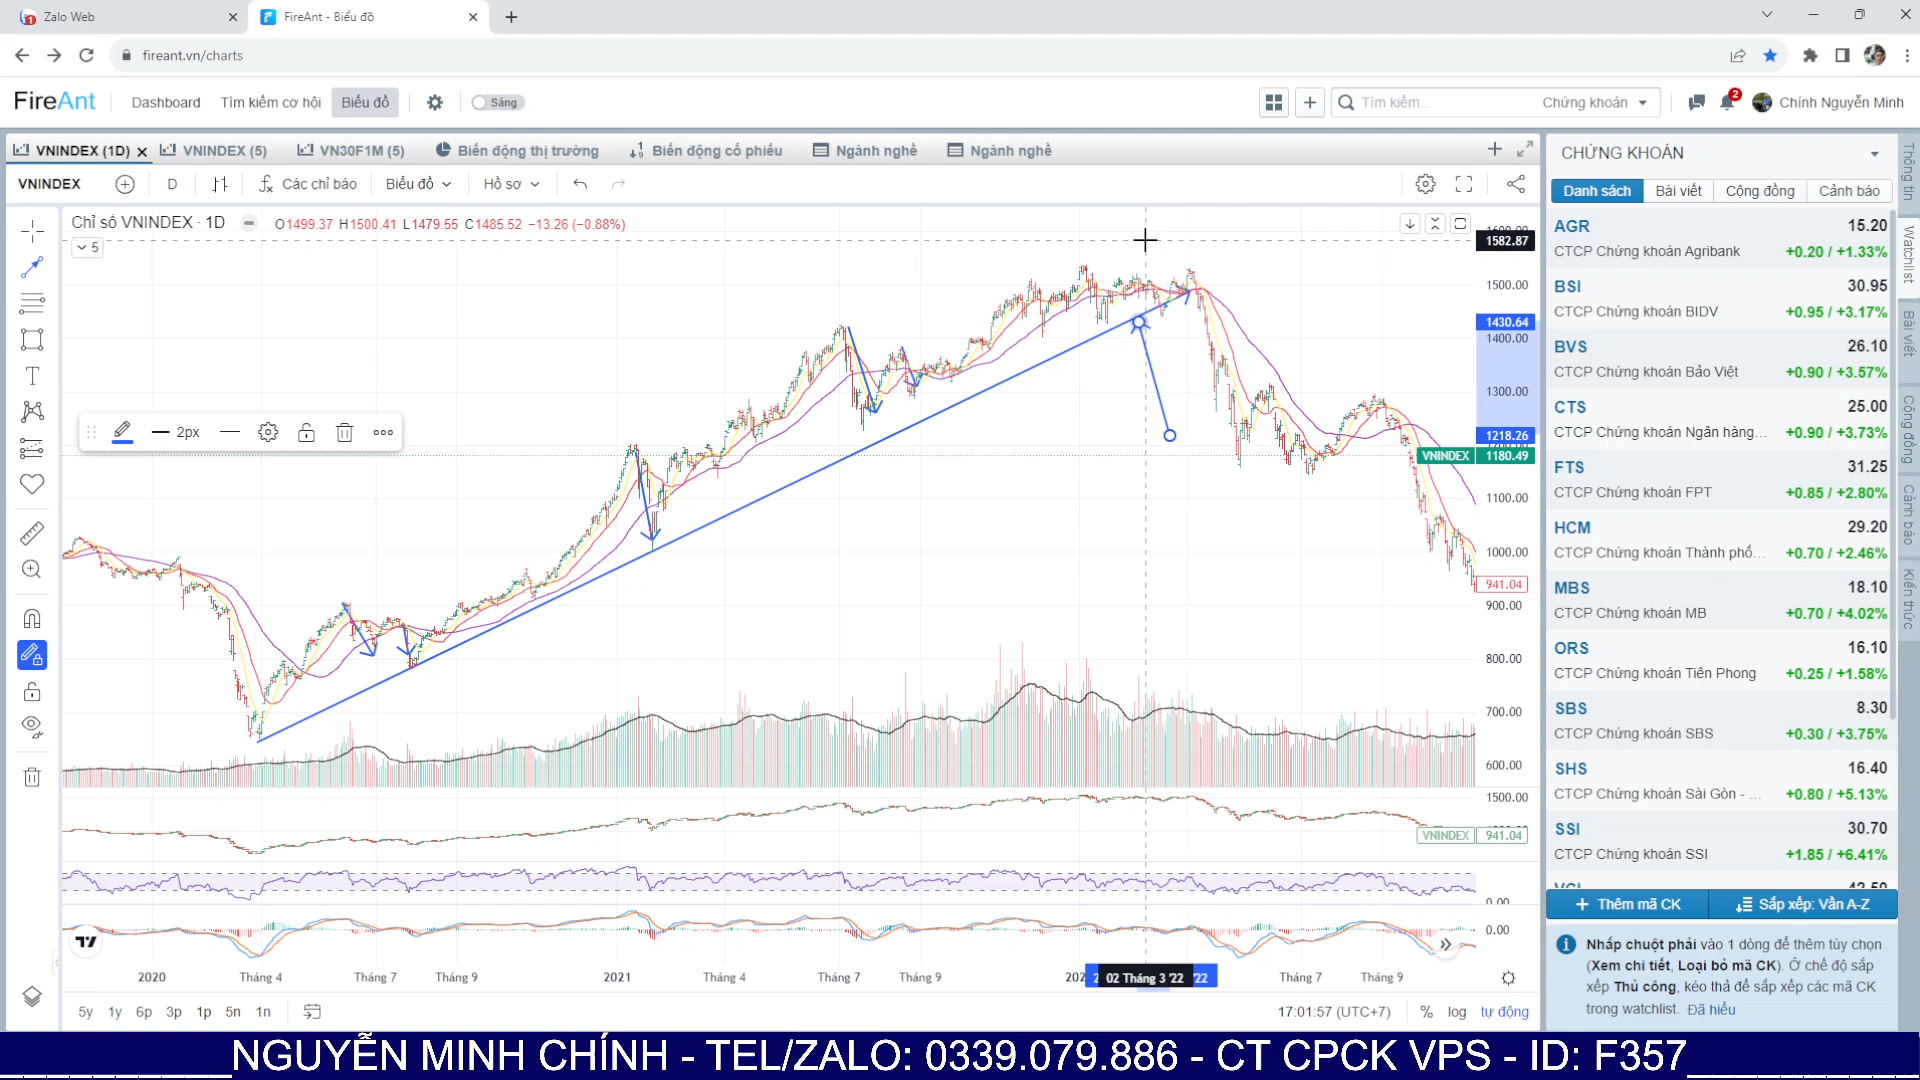 Zalo Web
FireAnt - Biểu đồ
fireant.vn/charts
FireAnt
Dashboard
Tìm kiếm cơ hội
Biểu đồ
Sáng
Tìm kiếm...
Chứng khoán
2
Chính Nguyễn Minh
VNINDEX (1D)
VNINDEX (5)
VN30F1M (5)
Biến động thị trường
Biến động cổ phiếu
Ngành nghề
Ngành nghề
VNINDEX
D
Các chỉ báo
Biểu đồ
Hồ sơ
Chỉ số VNINDEX · 1D
O1499.37 H1500.41 L1479.55 C1485.52 −13.26 (−0.88%)
5
2px
1582.87
1500.00
1430.64
1400.00
1300.00
1218.26
VNINDEX 1180.49
1100.00
1000.00
941.04
900.00
800.00
700.00
600.00
1500.00
VNINDEX 941.04
0.00
0.00
2020
Tháng 4
Tháng 7
Tháng 9
2021
Tháng 4
Tháng 7
Tháng 9
02 Tháng 3 '22
'22
Tháng 7
Tháng 9
5y 1y 6p 3p 1p 5n 1n
17:01:57 (UTC+7)
% log tự động
CHỨNG KHOÁN
Danh sách
Bài viết
Cộng đồng
Cảnh báo
AGR 15.20
CTCP Chứng khoán Agribank +0.20 / +1.33%
BSI 30.95
CTCP Chứng khoán BIDV +0.95 / +3.17%
BVS 26.10
CTCP Chứng khoán Bảo Việt +0.90 / +3.57%
CTS 25.00
CTCP Chứng khoán Ngân hàng... +0.90 / +3.73%
FTS 31.25
CTCP Chứng khoán FPT +0.85 / +2.80%
HCM 29.20
CTCP Chứng khoán Thành phố... +0.70 / +2.46%
MBS 18.10
CTCP Chứng khoán MB +0.70 / +4.02%
ORS 16.10
CTCP Chứng khoán Tiên Phong +0.25 / +1.58%
SBS 8.30
CTCP Chứng khoán SBS +0.30 / +3.75%
SHS 16.40
CTCP Chứng khoán Sài Gòn - ... +0.80 / +5.13%
SSI 30.70
CTCP Chứng khoán SSI +1.85 / +6.41%
Thêm mã CK
Sắp xếp: Vần A-Z
Nhấp chuột phải vào 1 dòng để thêm tùy chọn
(Xem chi tiết, Loại bỏ mã CK). Ở chế độ sắp
xếp Thủ công, kéo thả để sắp xếp các mã CK
trong watchlist. Đã hiểu
Thông tin
Watchlist
Bài viết
Cộng đồng
Cảnh báo
Kiến thức
NGUYỄN MINH CHÍNH - TEL/ZALO: 0339.079.886 - CT CPCK VPS - ID: F357